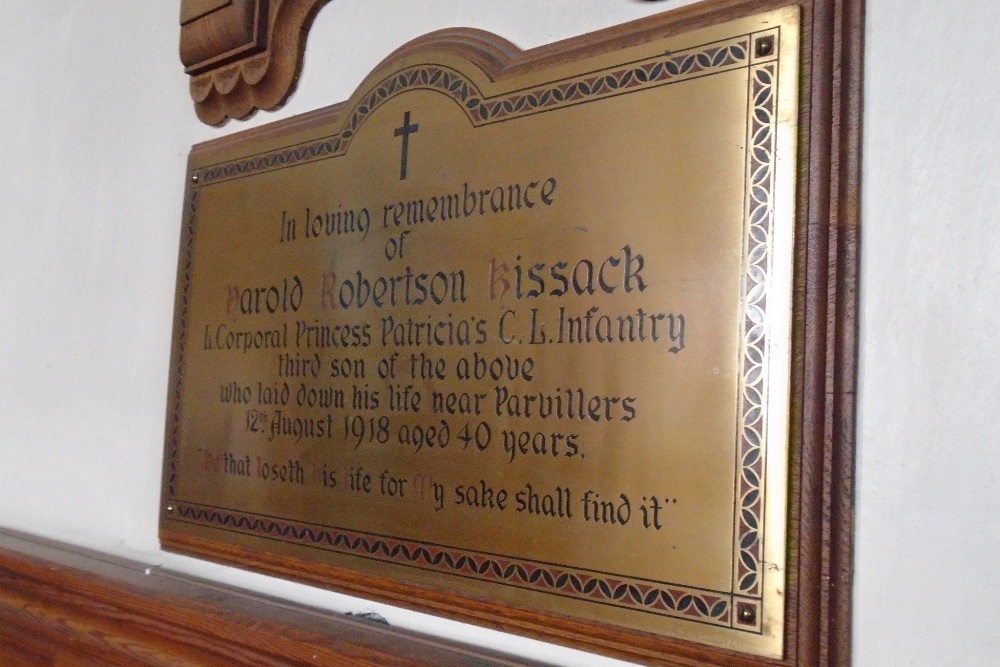 In loving remembrance
of
Harold Robertson Kissack
L. Corporal Princess Patricia's C. L. Infantry
third son of the above
who laid down his life near Parvillers
12th August 1918 aged 40 years.
"He that loseth his life for My sake shall find it"